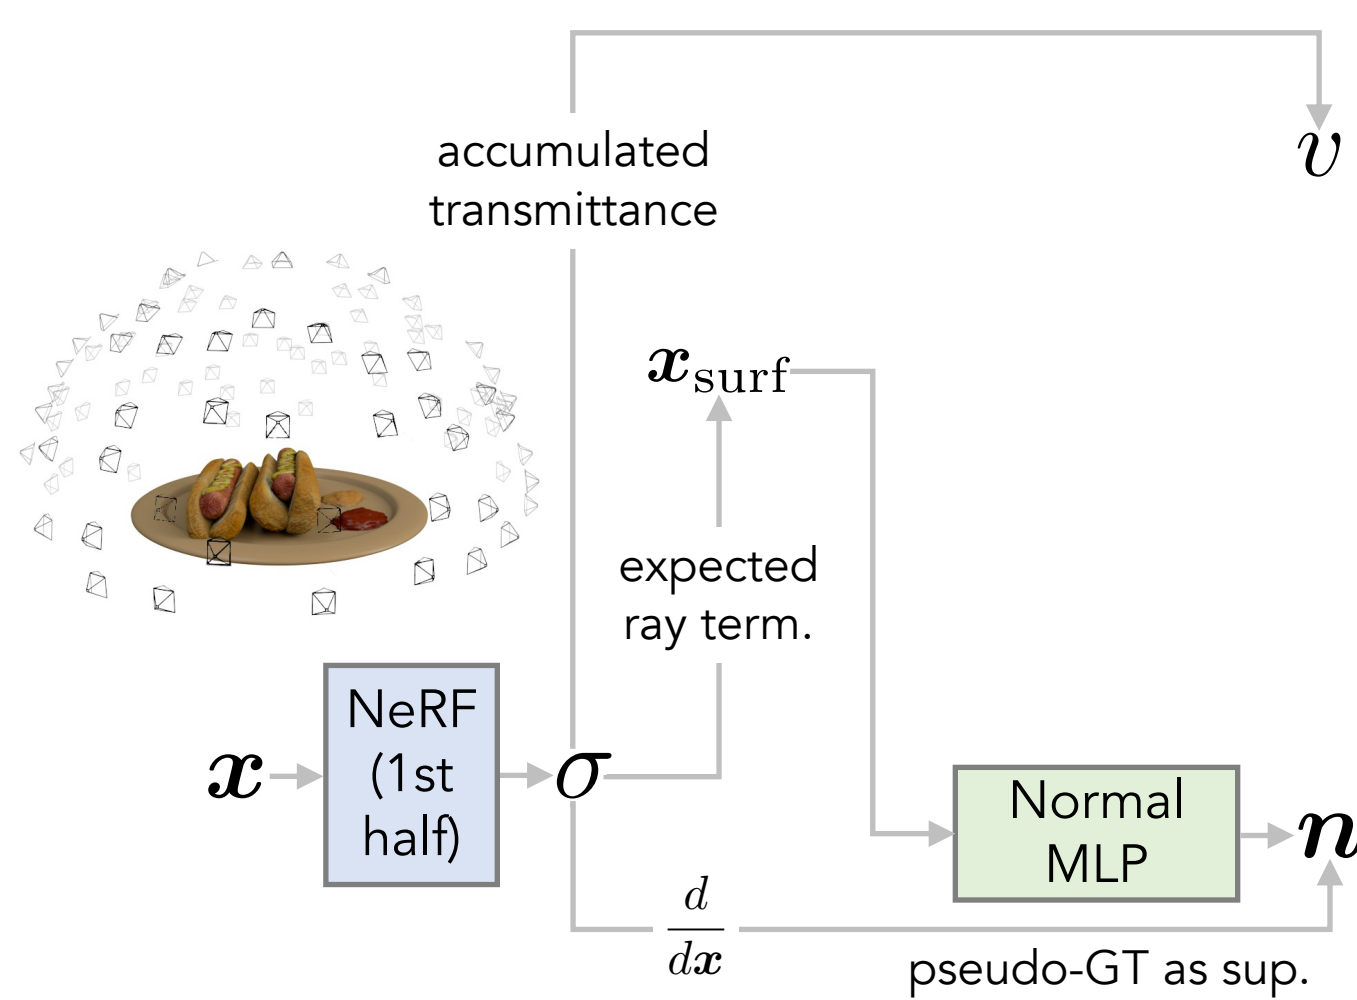 accumulated
transmittance
v
x_surf
expected
ray term.
NeRF
(1st
half)
x
σ
Normal
MLP
n
d
dx
pseudo-GT as sup.